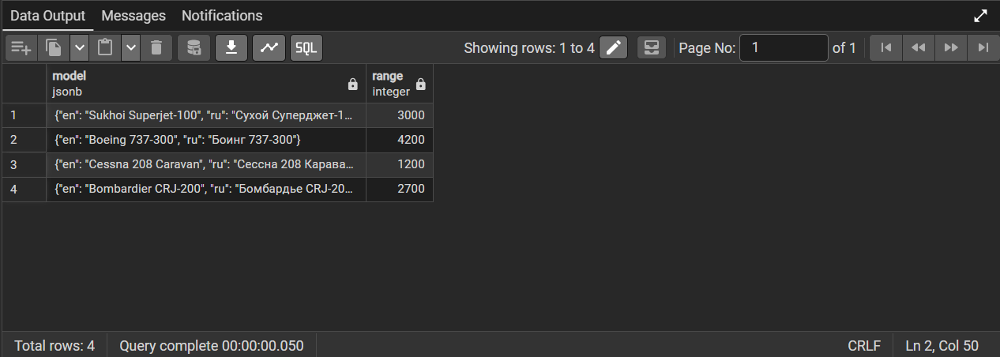 Data Output Messages Notifications
SQL Showing rows: 1 to 4 Page No: 1 of 1
model range
jsonb integer
1 {"en": "Sukhoi Superjet-100", "ru": "Сухой Суперджет-1... 3000
2 {"en": "Boeing 737-300", "ru": "Боинг 737-300"} 4200
3 {"en": "Cessna 208 Caravan", "ru": "Сессна 208 Карава... 1200
4 {"en": "Bombardier CRJ-200", "ru": "Бомбардье CRJ-20... 2700
Total rows: 4 Query complete 00:00:00.050 CRLF Ln 2, Col 50